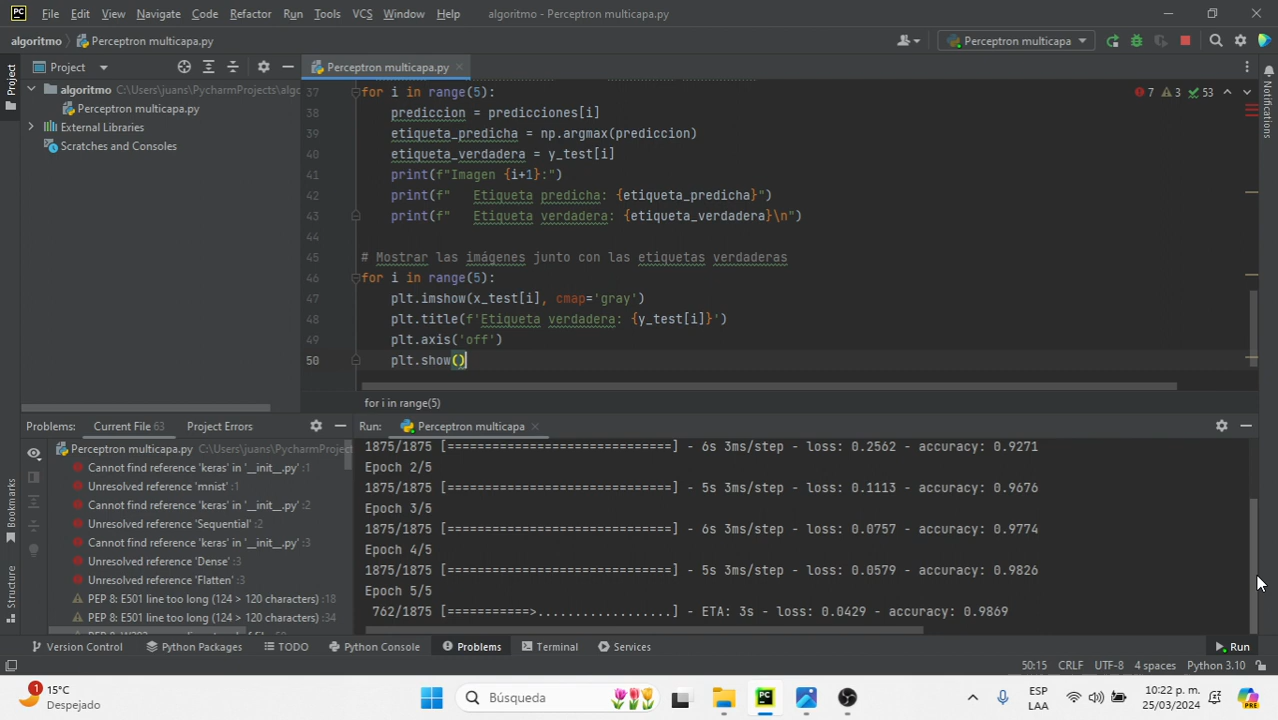 File Edit View Navigate Code Refactor Run Tools VCS Window Help algoritmo - Perceptron multicapa.py
algoritmo Perceptron multicapa.py Perceptron multicapa
Project Perceptron multicapa.py
Project
algoritmo C:\Users\juans\PycharmProjects\algo
Perceptron multicapa.py
External Libraries
Scratches and Consoles
7 3 53
Notifications
37 for i in range(5):
38 prediccion = predicciones[i]
39 etiqueta_predicha = np.argmax(prediccion)
40 etiqueta_verdadera = y_test[i]
41 print(f"Imagen {i+1}:")
42 print(f"   Etiqueta predicha: {etiqueta_predicha}")
43 print(f"   Etiqueta verdadera: {etiqueta_verdadera}\n")
44
45 # Mostrar las imágenes junto con las etiquetas verdaderas
46 for i in range(5):
47 plt.imshow(x_test[i], cmap='gray')
48 plt.title(f'Etiqueta verdadera: {y_test[i]}')
49 plt.axis('off')
50 plt.show()
for i in range(5)
Problems: Current File 63 Project Errors
Perceptron multicapa.py C:\Users\juans\PycharmProject
Cannot find reference 'keras' in '__init__.py' :1
Unresolved reference 'mnist' :1
Cannot find reference 'keras' in '__init__.py' :2
Unresolved reference 'Sequential' :2
Cannot find reference 'keras' in '__init__.py' :3
Unresolved reference 'Dense' :3
Unresolved reference 'Flatten' :3
PEP 8: E501 line too long (124 > 120 characters) :18
PEP 8: E501 line too long (124 > 120 characters) :34
Run: Perceptron multicapa
1875/1875 [==============================] - 6s 3ms/step - loss: 0.2562 - accuracy: 0.9271
Epoch 2/5
1875/1875 [==============================] - 5s 3ms/step - loss: 0.1113 - accuracy: 0.9676
Epoch 3/5
1875/1875 [==============================] - 6s 3ms/step - loss: 0.0757 - accuracy: 0.9774
Epoch 4/5
1875/1875 [==============================] - 5s 3ms/step - loss: 0.0579 - accuracy: 0.9826
Epoch 5/5
762/1875 [===========>..................] - ETA: 3s - loss: 0.0429 - accuracy: 0.9869
Bookmarks
Structure
Version Control Python Packages TODO Python Console Problems Terminal Services Run
50:15 CRLF UTF-8 4 spaces Python 3.10
1 15°C
Despejado
Búsqueda
ESP
LAA
10:22 p. m.
25/03/2024
PRE